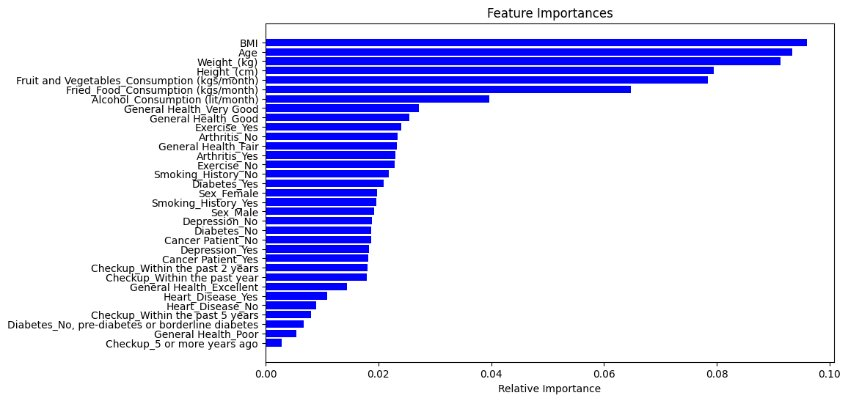 Feature Importances
BMI
Age
Weight_(kg)
Height_(cm)
Fruit and Vegetables_Consumption (kgs/month)
Fried_Food_Consumption (kgs/month)
Alcohol_Consumption (lit/month)
General Health_Very Good
General Health_Good
Exercise_Yes
Arthritis_No
General Health_Fair
Arthritis_Yes
Exercise_No
Smoking_History_No
Diabetes_Yes
Sex_Female
Smoking_History_Yes
Sex_Male
Depression_No
Diabetes_No
Cancer Patient_No
Depression_Yes
Cancer Patient_Yes
Checkup_Within the past 2 years
Checkup_Within the past year
General Health_Excellent
Heart_Disease_Yes
Heart_Disease_No
Checkup_Within the past 5 years
Diabetes_No, pre-diabetes or borderline diabetes
General Health_Poor
Checkup_5 or more years ago
0.00 0.02 0.04 0.06 0.08 0.10
Relative Importance